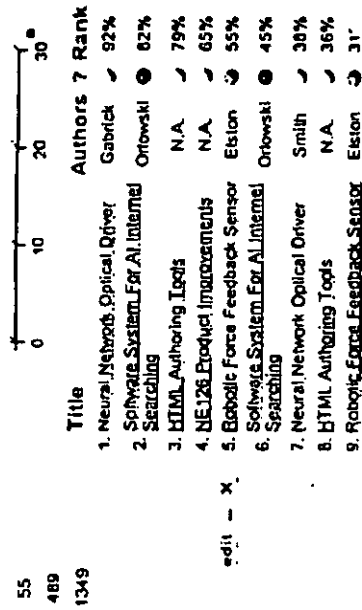 55
489
1349
0 10 20 30
Title Authors ? Rank
1. Neural Network Optical Driver Gabrick 92%
2. Software System For AI Internel Searching Orlowski 82%
3. HTML Authoring Tools N.A. 79%
4. NE126 Product Improvements N.A. 65%
edit - X
5. Robotic Force Feedback Sensor Elston 55%
6. Software System For AI Internel Searching Orlowski 45%
7. Neural Network Optical Driver Smith 38%
8. HTML Authoring Tools N.A. 36%
9. Robotic Force Feedback Sensor Elston